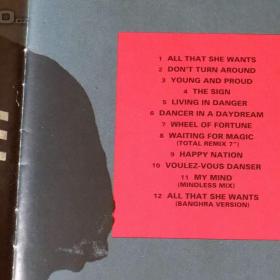 1 ALL THAT SHE WANTS
2 DON'T TURN AROUND
3 YOUNG AND PROUD
4 THE SIGN
5 LIVING IN DANGER
6 DANCER IN A DAYDREAM
7 WHEEL OF FORTUNE
8 WAITING FOR MAGIC
(TOTAL REMIX 7")
9 HAPPY NATION
10 VOULEZ-VOUS DANSER
11 MY MIND
(MINDLESS MIX)
12 ALL THAT SHE WANTS
(BANGHRA VERSION)